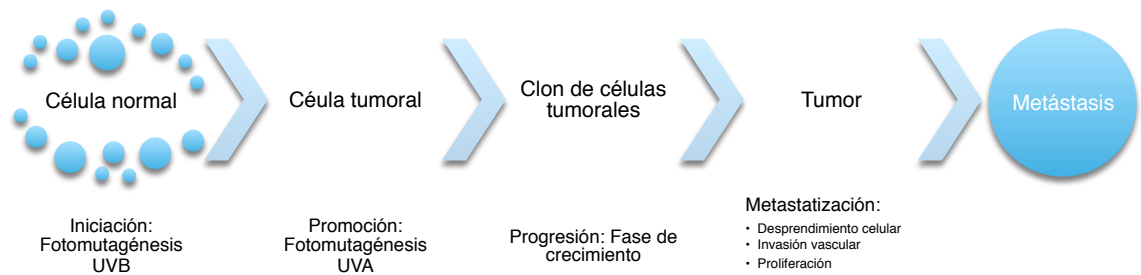 Célula normal
Céula tumoral
Clon de células
tumorales
Tumor
Metástasis
Iniciación:
Fotomutagénesis
UVB
Promoción:
Fotomutagénesis
UVA
Progresión: Fase de
crecimiento
Metastatización:
• Desprendimiento celular
• Invasión vascular
• Proliferación